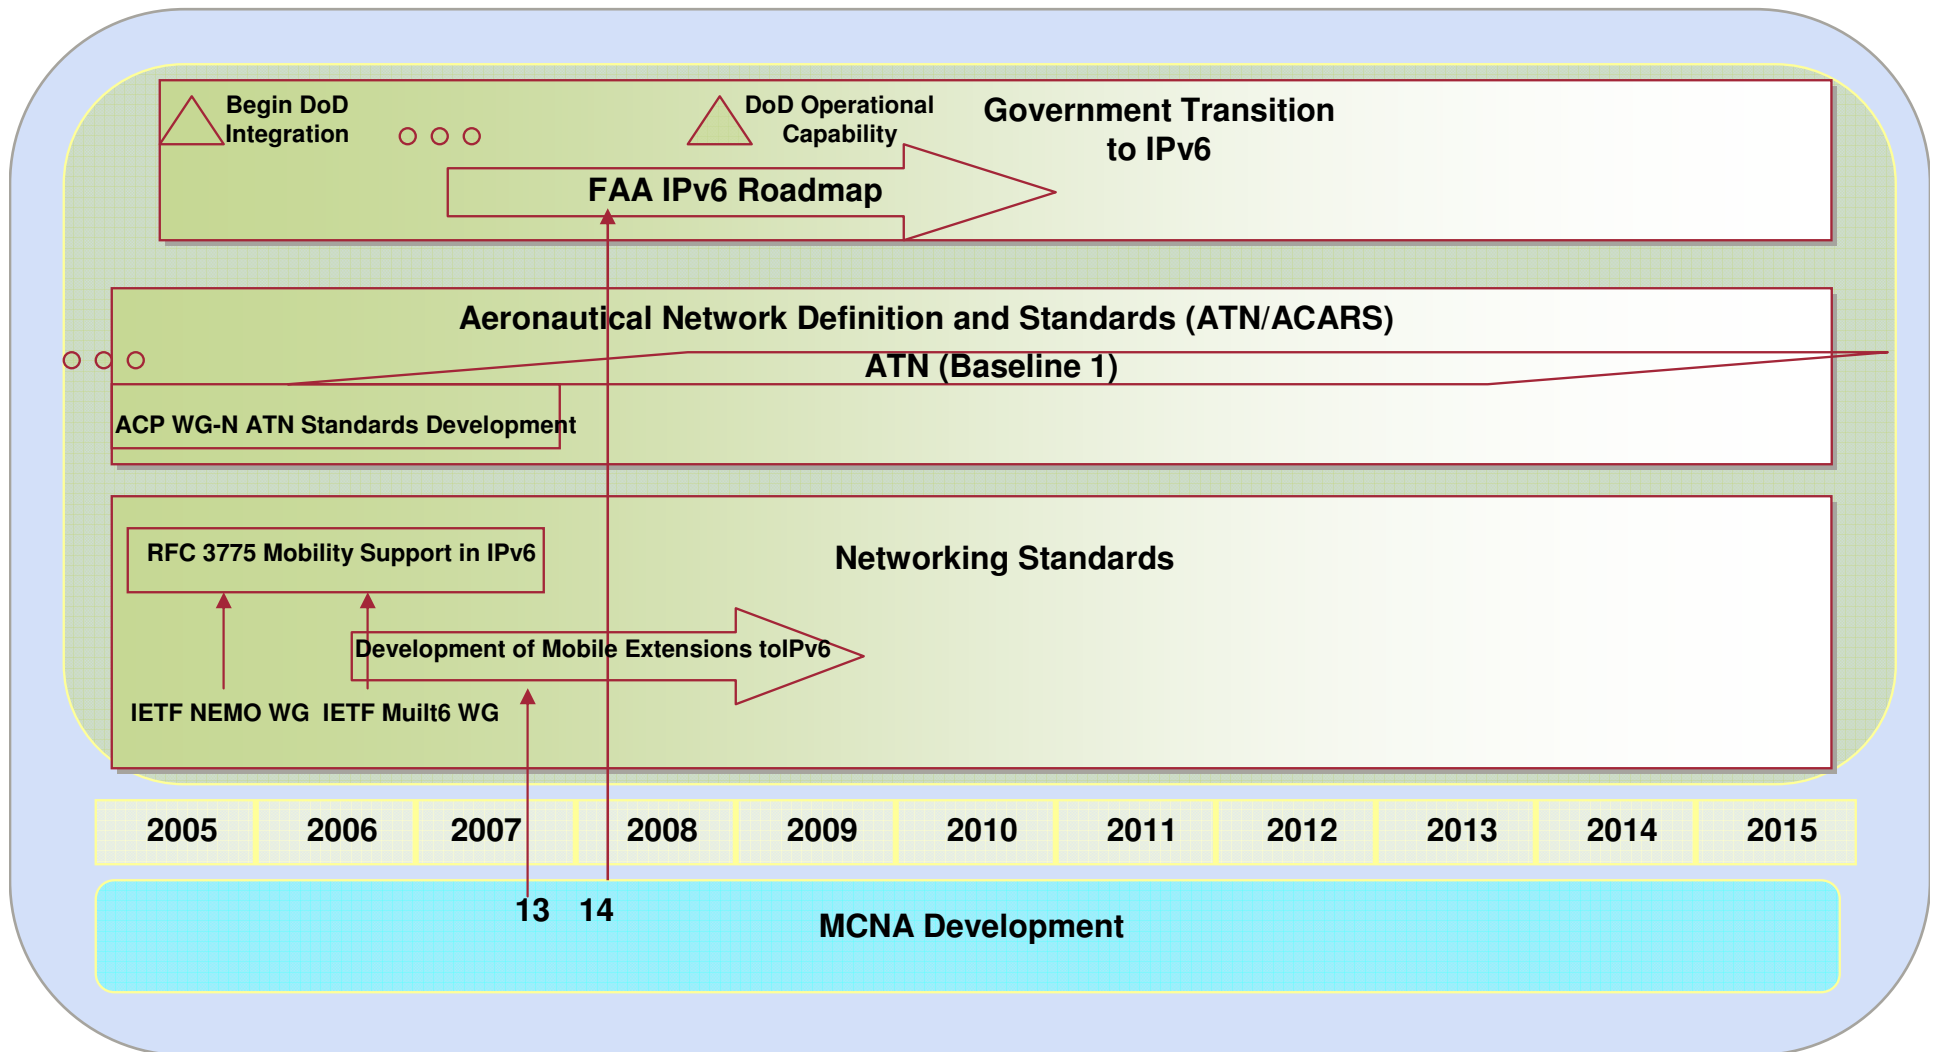 Begin DoD
Integration
DoD Operational
Capability
Government Transition
to IPv6
FAA IPv6 Roadmap
Aeronautical Network Definition and Standards (ATN/ACARS)
ATN (Baseline 1)
ACP WG-N ATN Standards Development
RFC 3775 Mobility Support in IPv6
Networking Standards
Development of Mobile Extensions toIPv6
IETF NEMO WG
IETF Muilt6 WG
2005 2006 2007 2008 2009 2010 2011 2012 2013 2014 2015
13 14
MCNA Development